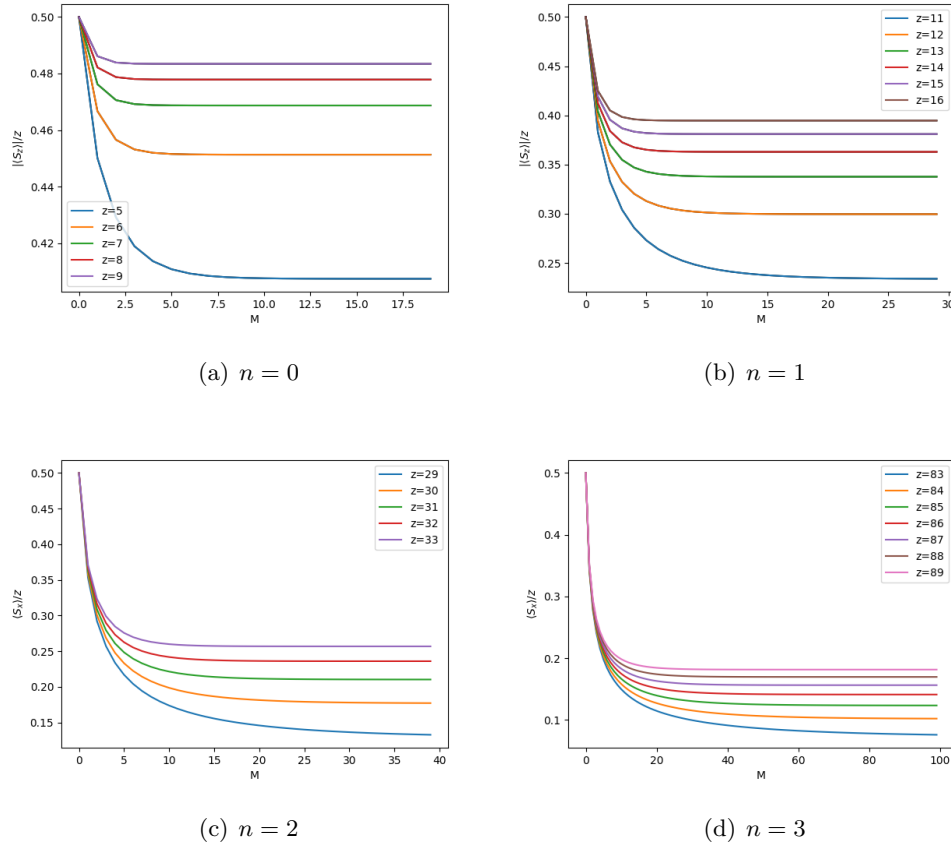 0.50
0.48
0.46
0.44
0.42
|⟨S_z⟩|/z
z=5
z=6
z=7
z=8
z=9
0.0 2.5 5.0 7.5 10.0 12.5 15.0 17.5
M
(a) n = 0
0.50
0.45
0.40
0.35
0.30
0.25
|⟨S_z⟩|/z
z=11
z=12
z=13
z=14
z=15
z=16
0 5 10 15 20 25 30
M
(b) n = 1
0.50
0.45
0.40
0.35
0.30
0.25
0.20
0.15
⟨S_x⟩/z
z=29
z=30
z=31
z=32
z=33
0 5 10 15 20 25 30 35 40
M
(c) n = 2
0.5
0.4
0.3
0.2
0.1
⟨S_x⟩/z
z=83
z=84
z=85
z=86
z=87
z=88
z=89
0 20 40 60 80 100
M
(d) n = 3